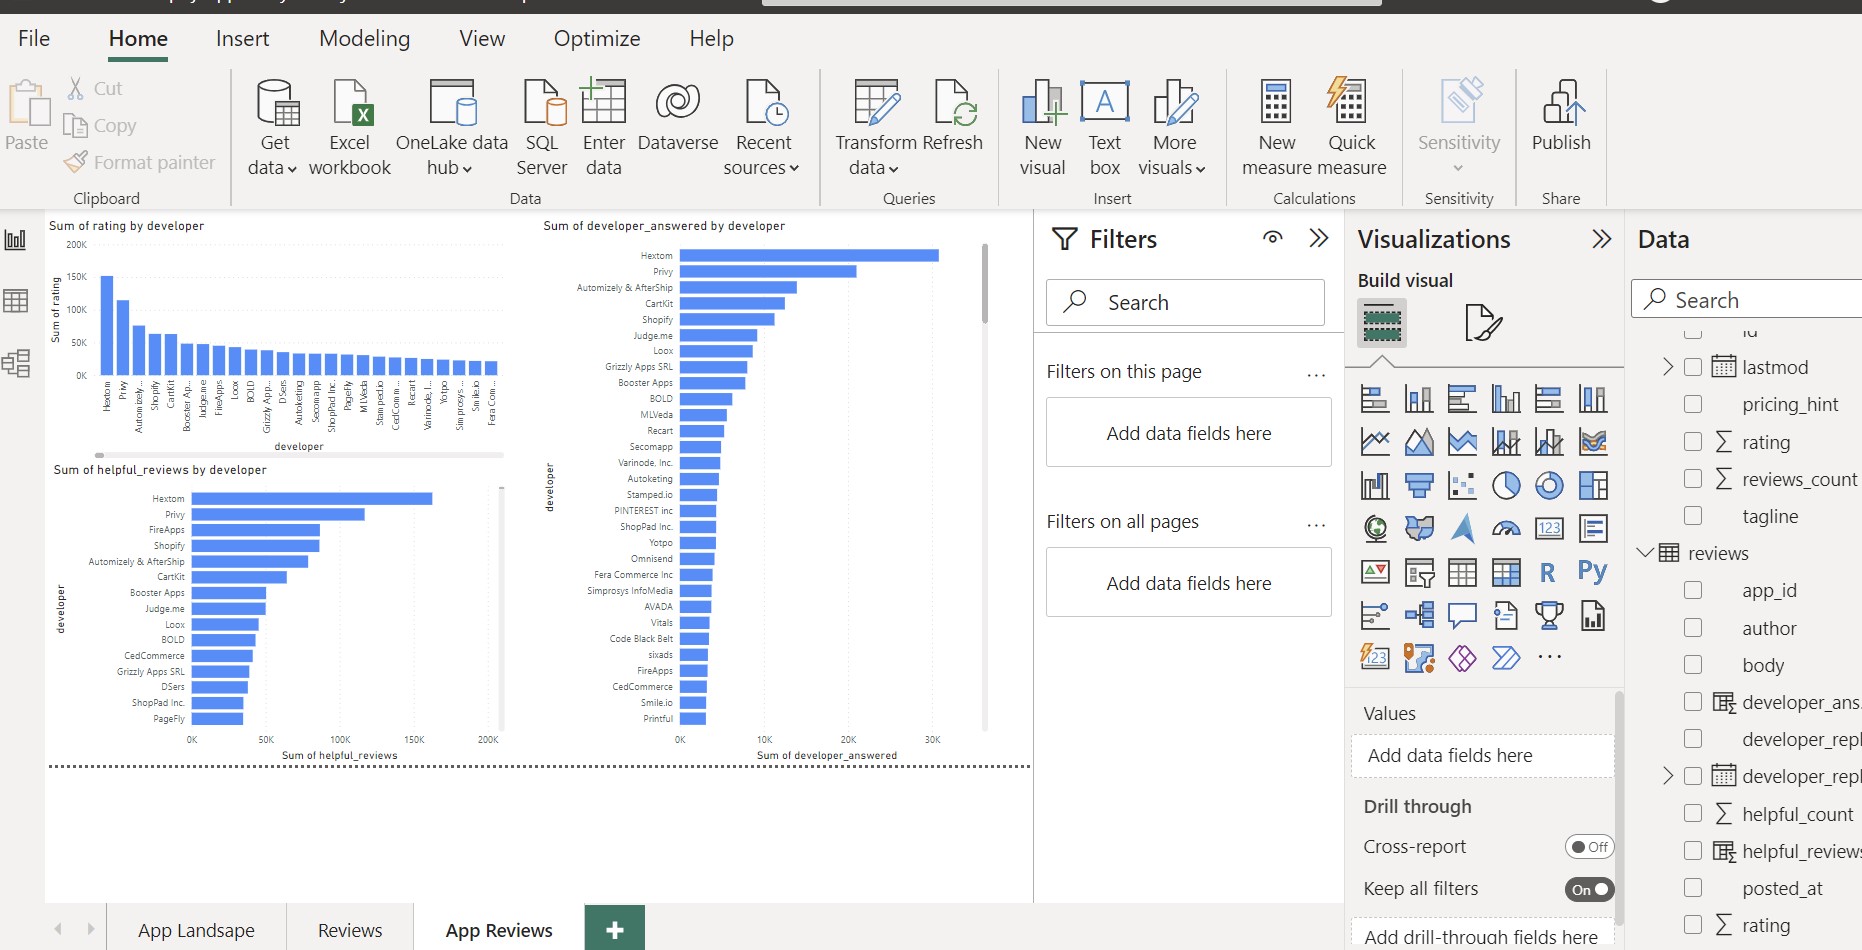 File Home Insert Modeling View Optimize Help
Paste
Cut
Copy
Format painter
Clipboard
Get data
Excel workbook
OneLake data hub
SQL Server
Enter data
Dataverse
Recent sources
Data
Transform data
Refresh
Queries
New visual
Text box
More visuals
Insert
New measure
Quick measure
Calculations
Sensitivity
Sensitivity
Publish
Share
Sum of rating by developer
Sum of rating
200K
150K
100K
50K
0K
Hextom
Privy
Automizely ...
Shopify
CartKit
Booster Ap...
Judge.me
FireApps
Loox
BOLD
Grizzly App...
DSers
Autoketing
Secomapp
ShopPad Inc.
PageFly
MLVeda
Stamped.io
CedComm...
Recart
Varinode, I...
Yotpo
Simprosys...
Smile.io
Fera Com...
developer
Sum of helpful_reviews by developer
developer
Hextom
Privy
FireApps
Shopify
Automizely & AfterShip
CartKit
Booster Apps
Judge.me
Loox
BOLD
CedCommerce
Grizzly Apps SRL
DSers
ShopPad Inc.
PageFly
0K 50K 100K 150K 200K
Sum of helpful_reviews
Sum of developer_answered by developer
developer
Hextom
Privy
Automizely & AfterShip
CartKit
Shopify
Judge.me
Loox
Grizzly Apps SRL
Booster Apps
BOLD
MLVeda
Recart
Secomapp
Varinode, Inc.
Autoketing
Stamped.io
PINTEREST inc
ShopPad Inc.
Yotpo
Omnisend
Fera Commerce Inc
Simprosys InfoMedia
AVADA
Vitals
Code Black Belt
sixads
FireApps
CedCommerce
Smile.io
Printful
0K 10K 20K 30K
Sum of developer_answered
Filters
Search
Filters on this page
...
Add data fields here
Filters on all pages
...
Add data fields here
Visualizations
Build visual
123
R
Py
123
...
Values
Add data fields here
Drill through
Cross-report
Off
Keep all filters
On
Add drill-through fields here
Data
Search
id
lastmod
pricing_hint
rating
reviews_count
tagline
reviews
app_id
author
body
developer_ans.
developer_repl
developer_repl
helpful_count
helpful_reviews
posted_at
rating
App Landsape
Reviews
App Reviews
+